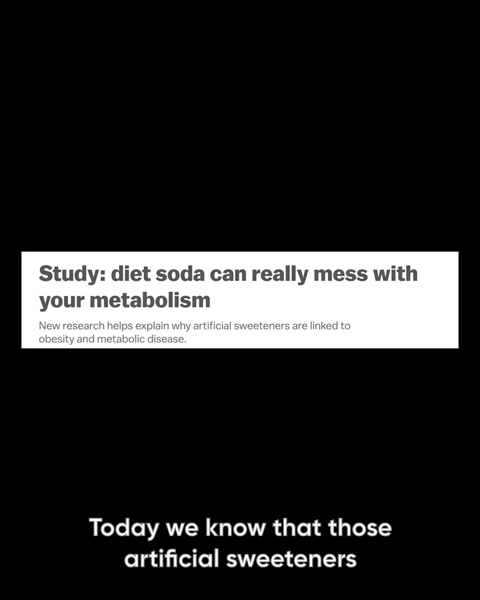 Study: diet soda can really mess with
your metabolism
New research helps explain why artificial sweeteners are linked to
obesity and metabolic disease.
Today we know that those
artificial sweeteners